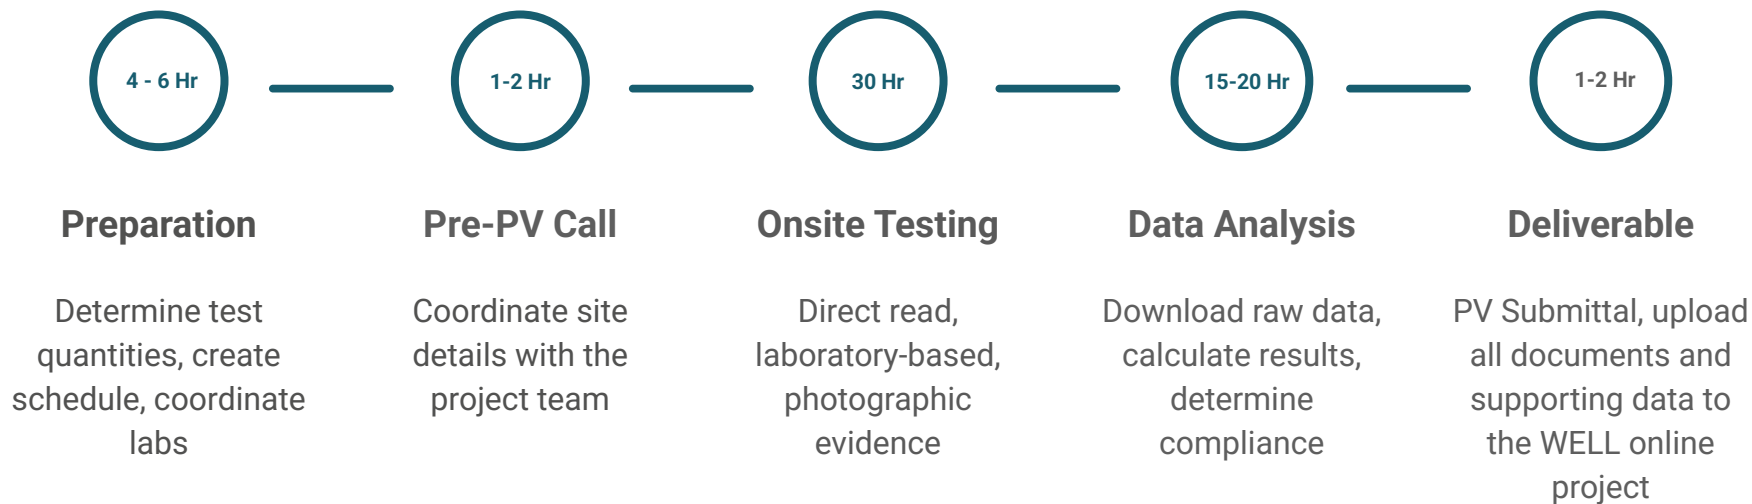 4 - 6 Hr
1-2 Hr
30 Hr
15-20 Hr
1-2 Hr
Preparation
Determine test
quantities, create
schedule, coordinate
labs
Pre-PV Call
Coordinate site
details with the
project team
Onsite Testing
Direct read,
laboratory-based,
photographic
evidence
Data Analysis
Download raw data,
calculate results,
determine
compliance
Deliverable
PV Submittal, upload
all documents and
supporting data to
the WELL online
project